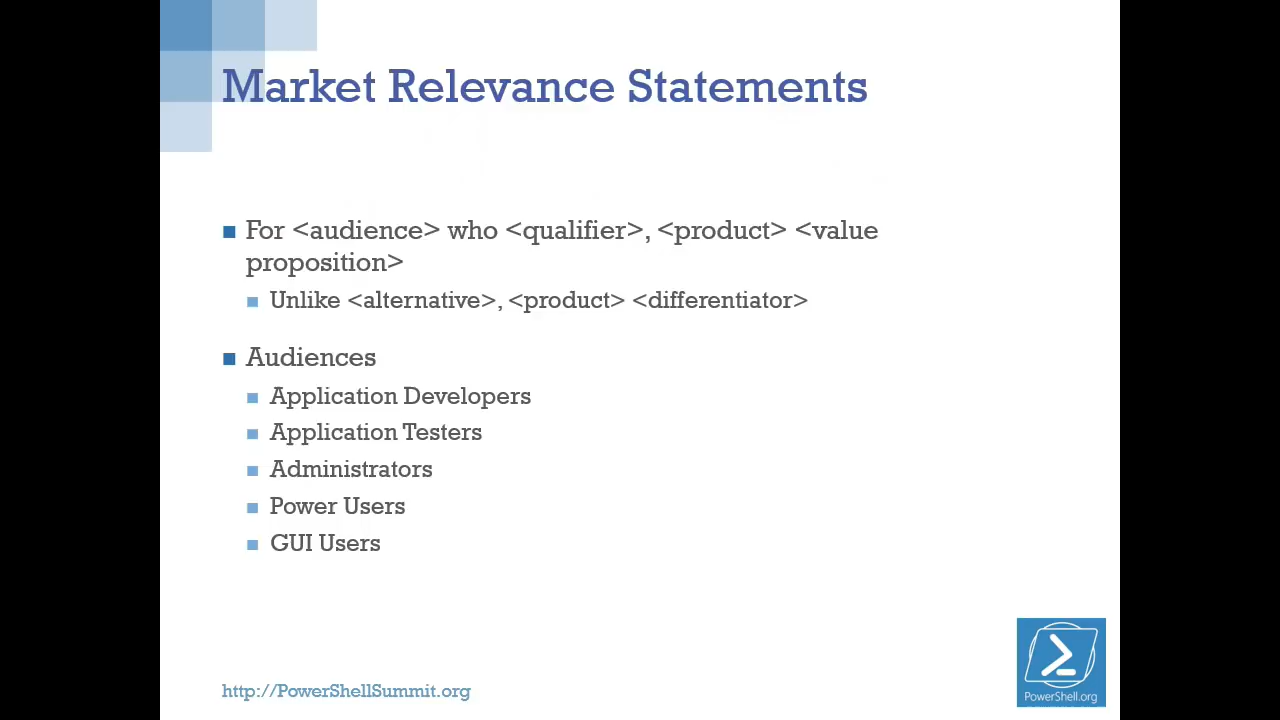 Market Relevance Statements
For <audience> who <qualifier>, <product> <value
proposition>
Unlike <alternative>, <product> <differentiator>
Audiences
Application Developers
Application Testers
Administrators
Power Users
GUI Users
http://PowerShellSummit.org
PowerShell.org